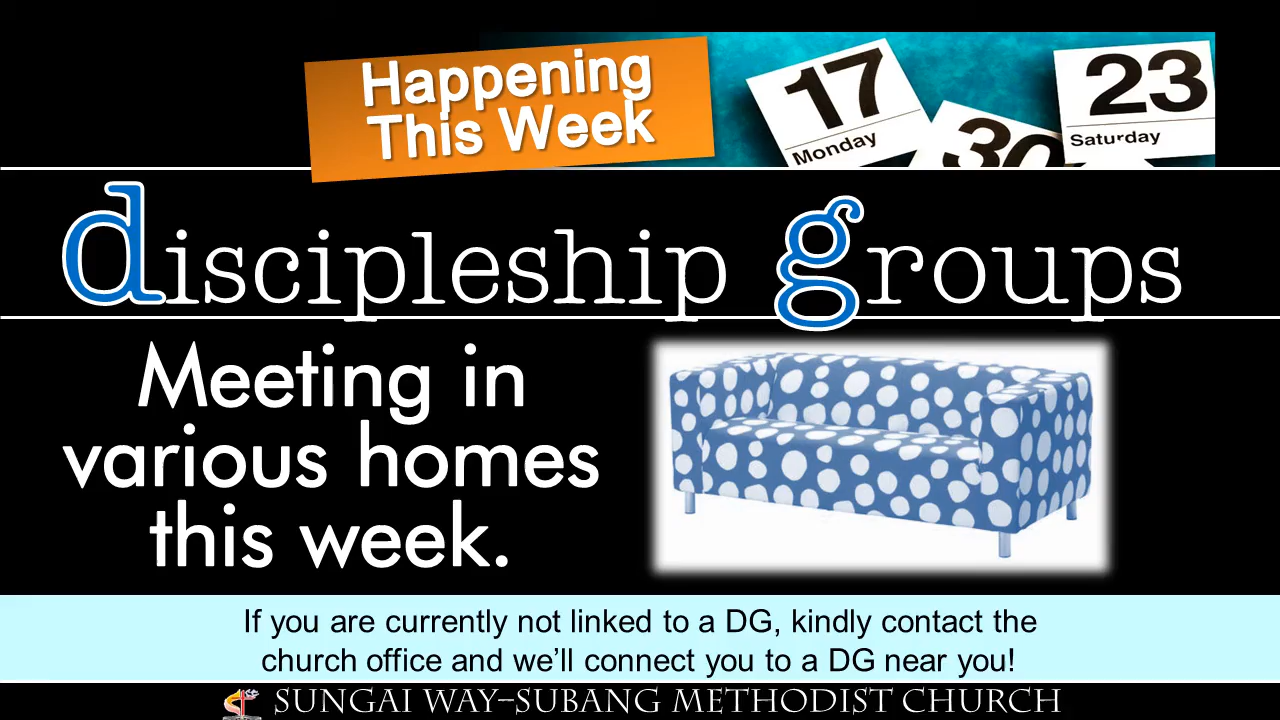 Happening
This Week
17
Monday
30
23
Saturday
discipleship groups
Meeting in
various homes
this week.
If you are currently not linked to a DG, kindly contact the
church office and we’ll connect you to a DG near you!
SUNGAI WAY–SUBANG METHODIST CHURCH